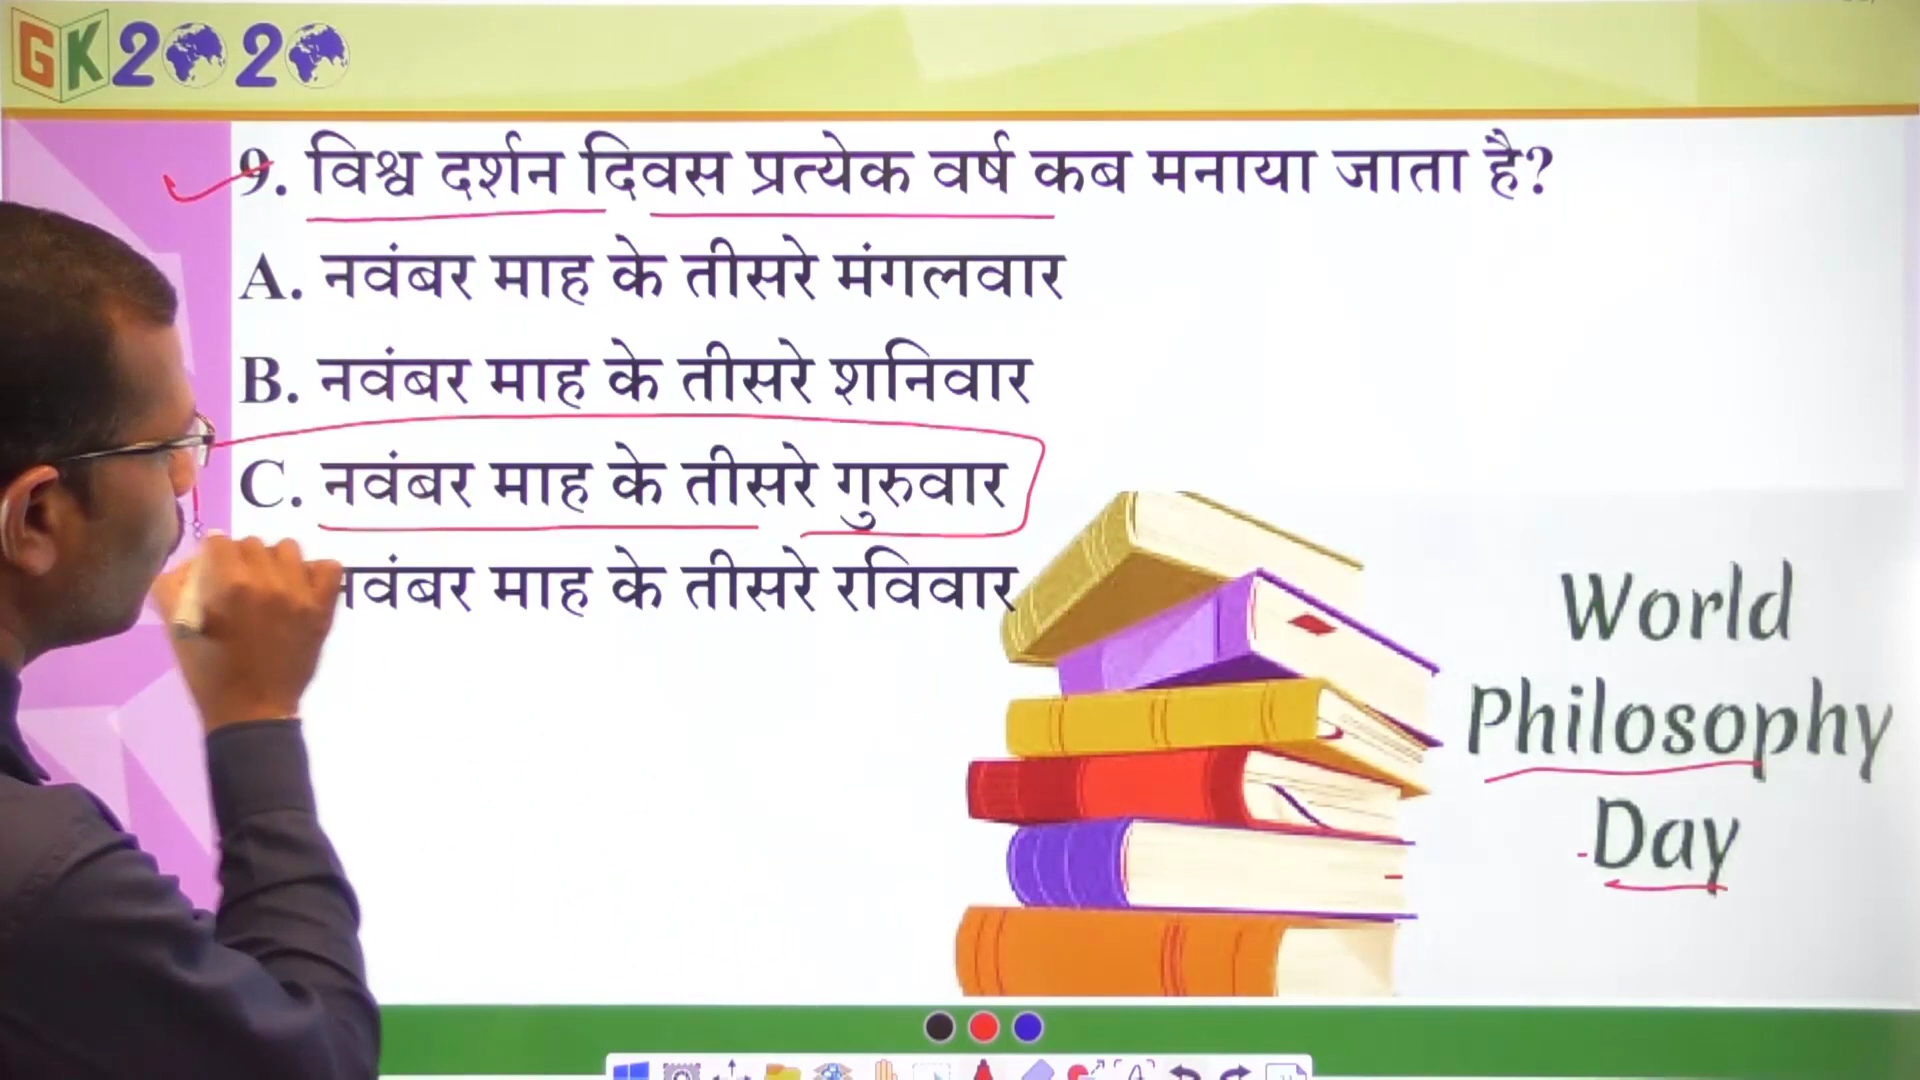 GK2020
9. विश्व दर्शन दिवस प्रत्येक वर्ष कब मनाया जाता है?
A. नवंबर माह के तीसरे मंगलवार
B. नवंबर माह के तीसरे शनिवार
C. नवंबर माह के तीसरे गुरुवार
नवंबर माह के तीसरे रविवार
World
Philosophy
Day